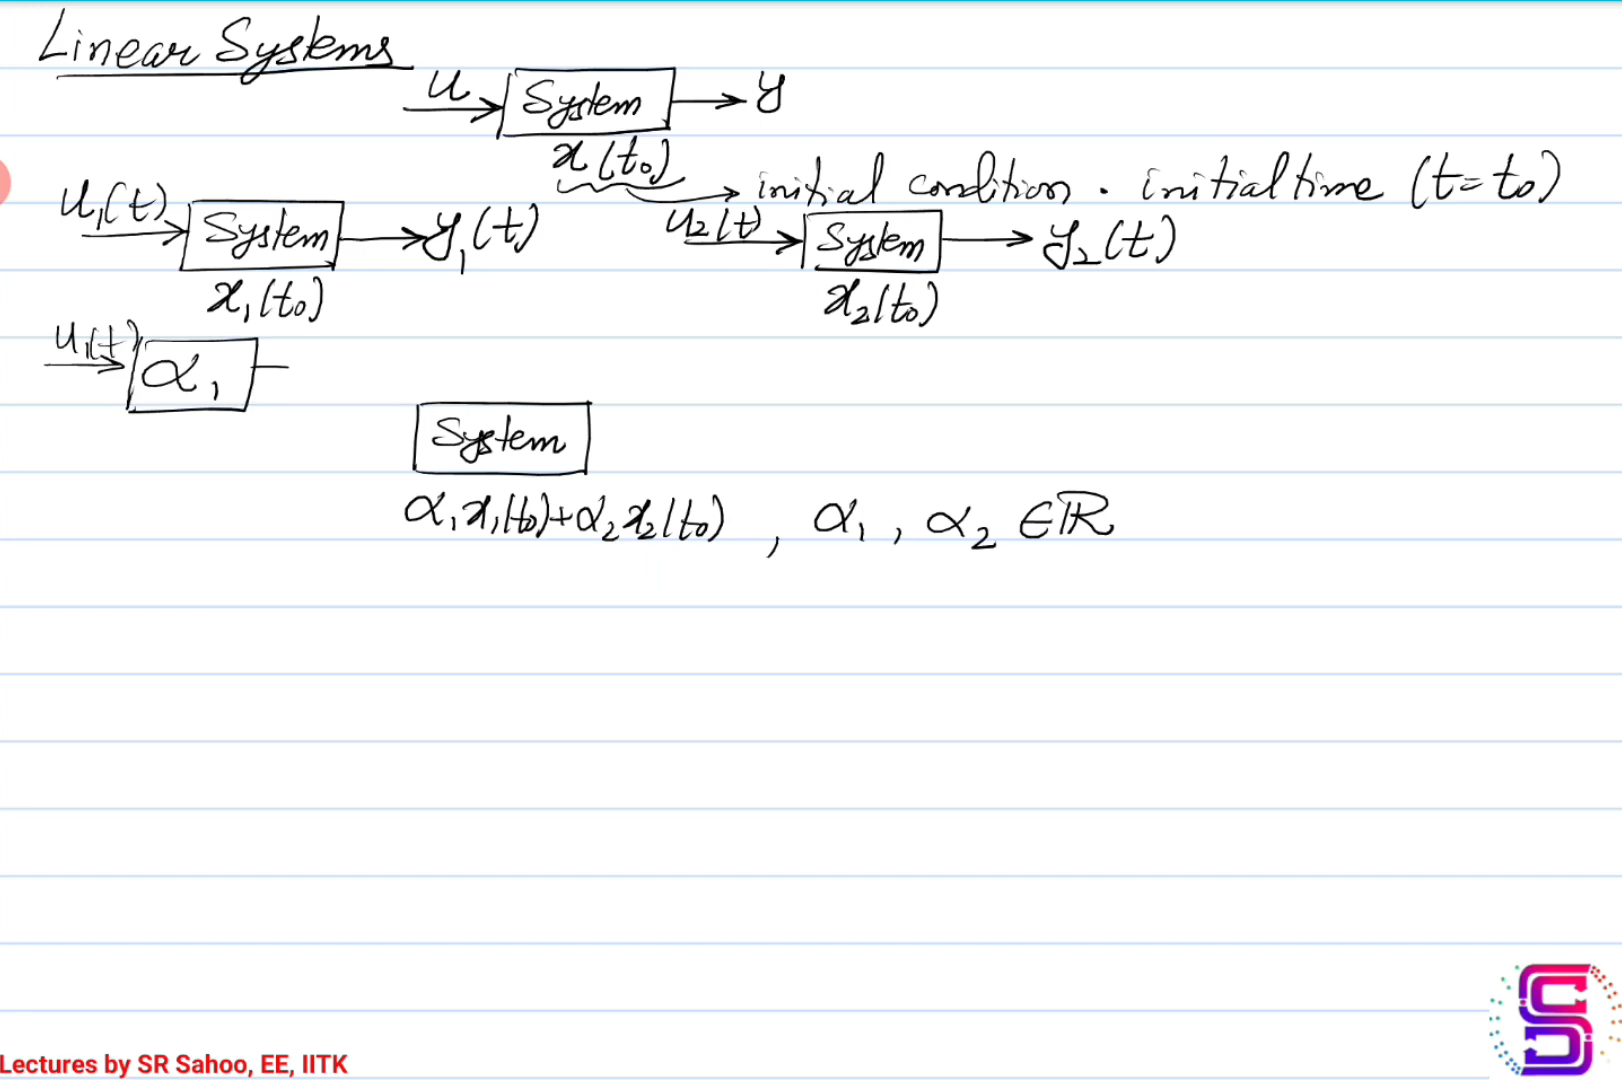 Linear Systems
u System y
x(t₀)
initial condition . initial time (t=t₀)
u₁(t) System y₁(t) u₂(t) System y₂(t)
x₁(t₀) x₂(t₀)
u₁(t) α₁
System
α₁x₁(t₀)+α₂x₂(t₀) , α₁ , α₂ ∈ℝ
Lectures by SR Sahoo, EE, IITK